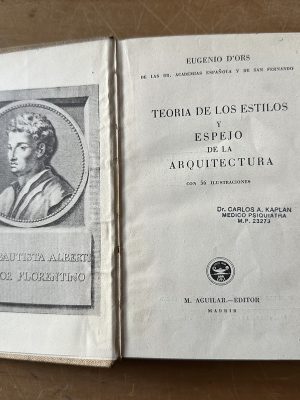 BAUTISTA ALBERTI
FLORENTINO
EUGENIO D'ORS
DE LAS RR. ACADEMIAS ESPAÑOLA Y DE SAN FERNANDO
TEORIA DE LOS ESTILOS
Y
ESPEJO
DE LA
ARQUITECTURA
CON 56 ILUSTRACIONES
Dr. CARLOS A. KAPLAN
MEDICO PSIQUIATRA
M.P. 23273
M. AGUILAR.—EDITOR
MADRID